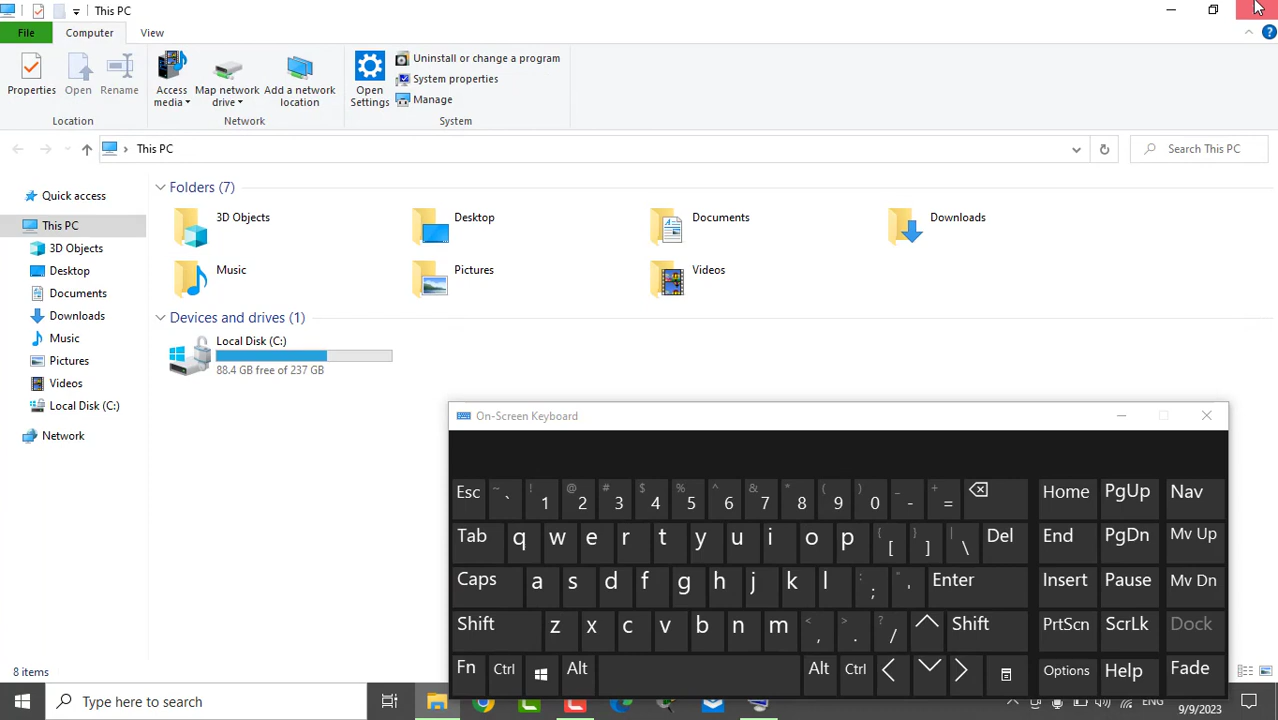 This PC
File Computer View
Properties Open Rename
Access media
Map network drive
Add a network location
Open Settings
Uninstall or change a program
System properties
Manage
Location Network System
This PC
Search This PC
Quick access
This PC
3D Objects
Desktop
Documents
Downloads
Music
Pictures
Videos
Local Disk (C:)
Network
Folders (7)
3D Objects Desktop Documents Downloads
Music Pictures Videos
Devices and drives (1)
Local Disk (C:)
88.4 GB free of 237 GB
On-Screen Keyboard
Esc ~ ` ! 1 @ 2 # 3 $ 4 % 5 ^ 6 & 7 * 8 ( 9 ) 0 _ - + = Home PgUp Nav
Tab q w e r t y u i o p { [ } ] | \ Del End PgDn Mv Up
Caps a s d f g h j k l : ; " ' Enter Insert Pause Mv Dn
Shift z x c v b n m < , > . ? / Shift PrtScn ScrLk Dock
Fn Ctrl Alt Alt Ctrl Options Help Fade
8 items
Type here to search
ENG
9/9/2023